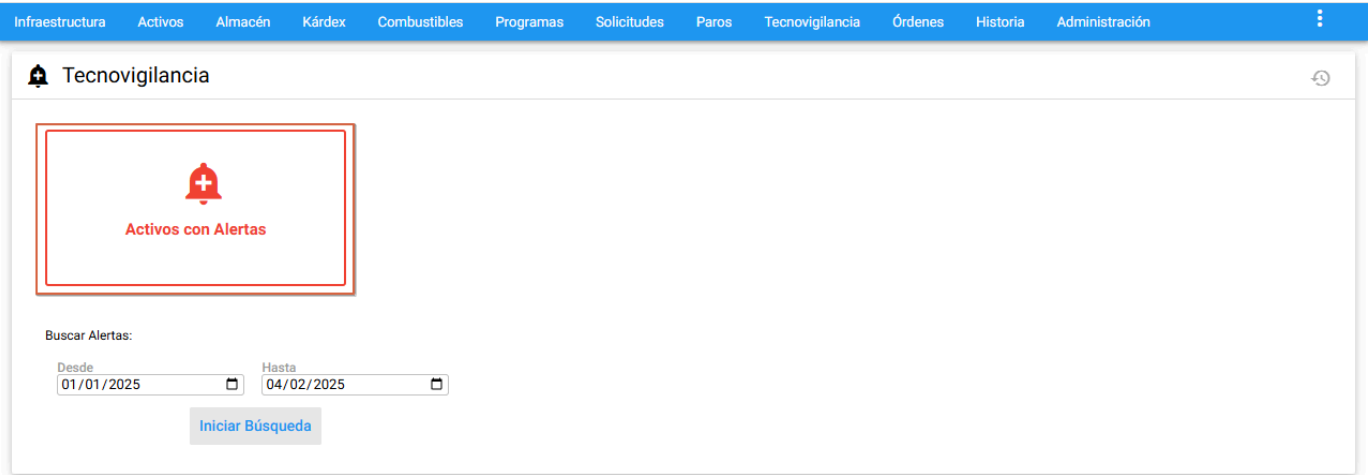 Infraestructura Activos Almacén Kárdex Combustibles Programas Solicitudes Paros Tecnovigilancia Órdenes Historia Administración
Tecnovigilancia
Activos con Alertas
Buscar Alertas:
Desde Hasta
01/01/2025 04/02/2025
Iniciar Búsqueda